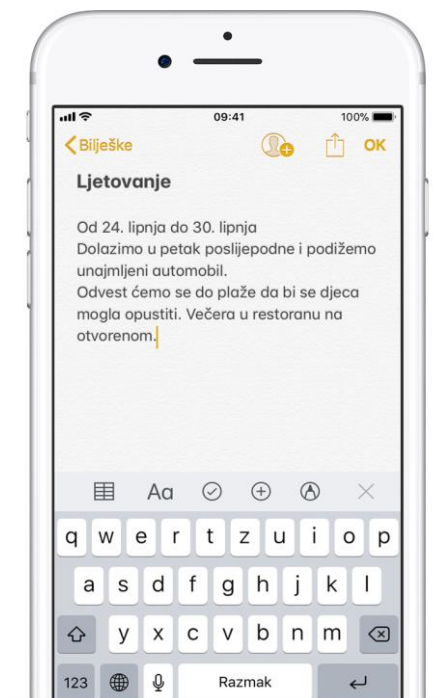 09:41
100%
Bilješke
OK
Ljetovanje
Od 24. lipnja do 30. lipnja
Dolazimo u petak poslijepodne i podižemo
unajmljeni automobil.
Odvest ćemo se do plaže da bi se djeca
mogla opustiti. Večera u restoranu na
otvorenom.
Aa
q w e r t z u i o p
a s d f g h j k l
y x c v b n m
123 Razmak